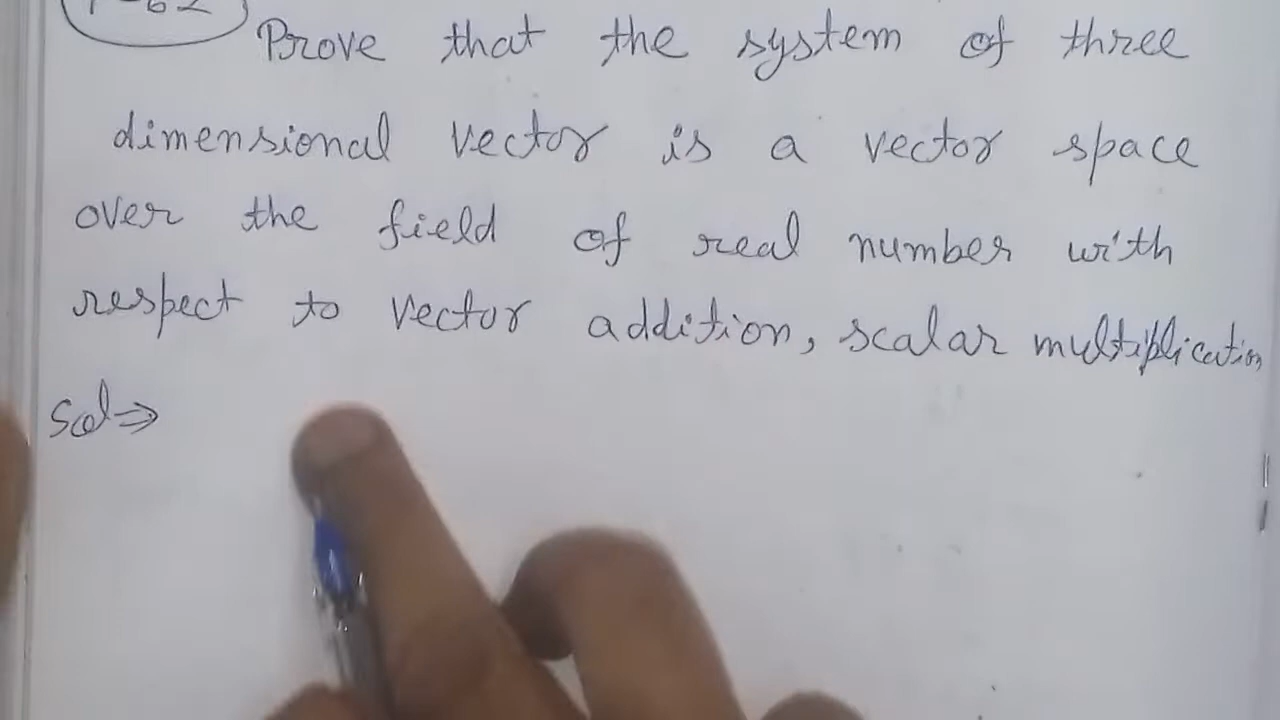 Prove that the system of three
dimensional vector is a vector space
over the field of real number with
respect to vector addition, scalar multiplication
Sol⇒